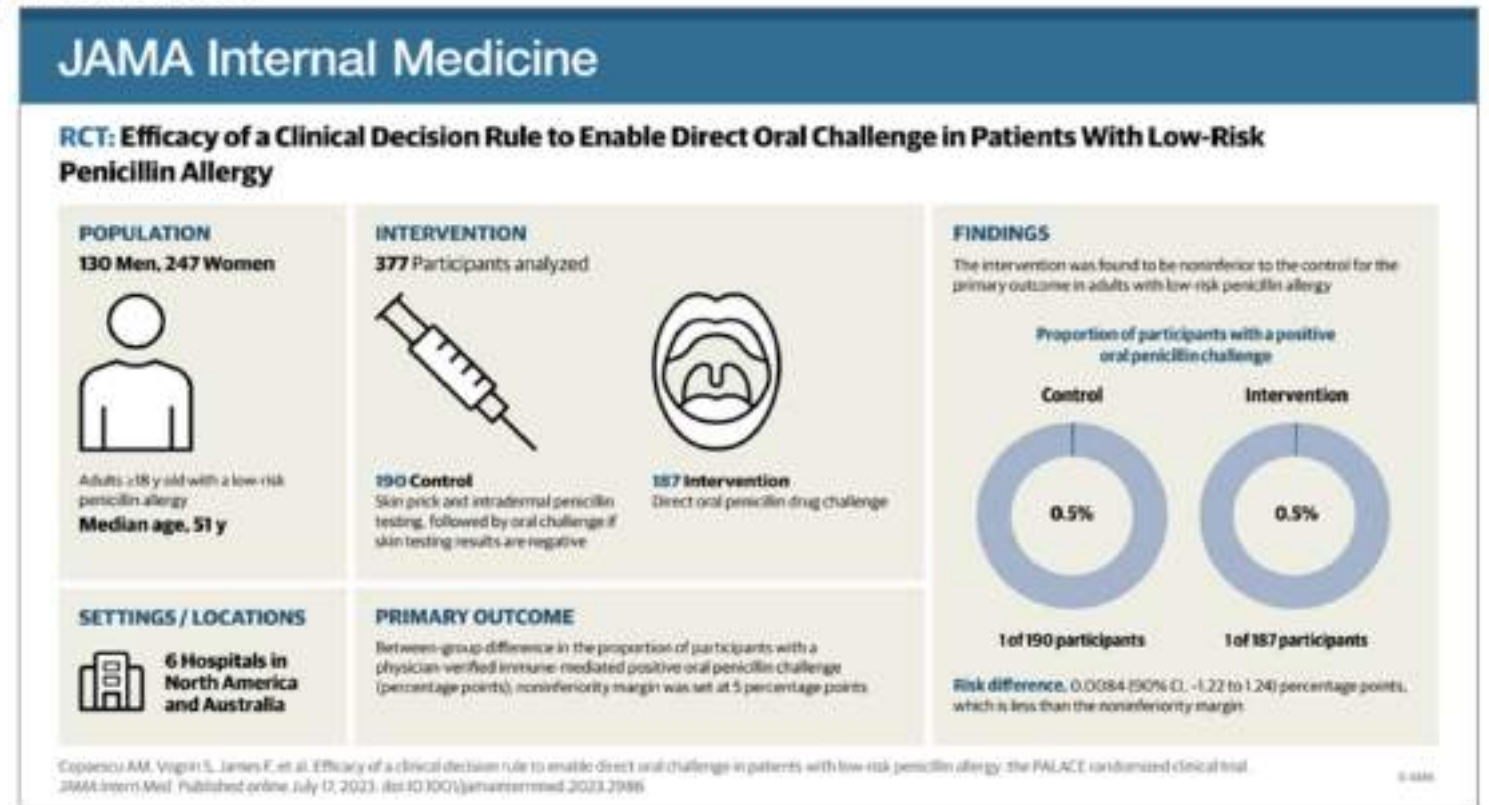 JAMA Internal Medicine
RCT: Efficacy of a Clinical Decision Rule to Enable Direct Oral Challenge in Patients With Low-Risk
Penicillin Allergy
POPULATION
130 Men, 247 Women
Adults ≥18 y old with a low-risk
penicillin allergy
Median age, 51 y
SETTINGS / LOCATIONS
6 Hospitals in
North America
and Australia
INTERVENTION
377 Participants analyzed
190 Control
Skin prick and intradermal penicillin
testing, followed by oral challenge if
skin testing results are negative
187 Intervention
Direct oral penicillin drug challenge
PRIMARY OUTCOME
Between-group difference in the proportion of participants with a
physician-verified immune-mediated positive oral penicillin challenge
(percentage points); noninferiority margin was set at 5 percentage points
FINDINGS
The intervention was found to be noninferior to the control for the
primary outcome in adults with low-risk penicillin allergy
Proportion of participants with a positive
oral penicillin challenge
Control
Intervention
0.5%
0.5%
1 of 190 participants
1 of 187 participants
Risk difference, 0.0084 (90% CI, -1.22 to 1.24) percentage points,
which is less than the noninferiority margin
Copaescu AM, Vogrin S, James F, et al. Efficacy of a clinical decision rule to enable direct oral challenge in patients with low-risk penicillin allergy: the PALACE randomized clinical trial.
JAMA Intern Med. Published online July 17, 2023. doi:10.1001/jamainternmed.2023.2986
© AMA